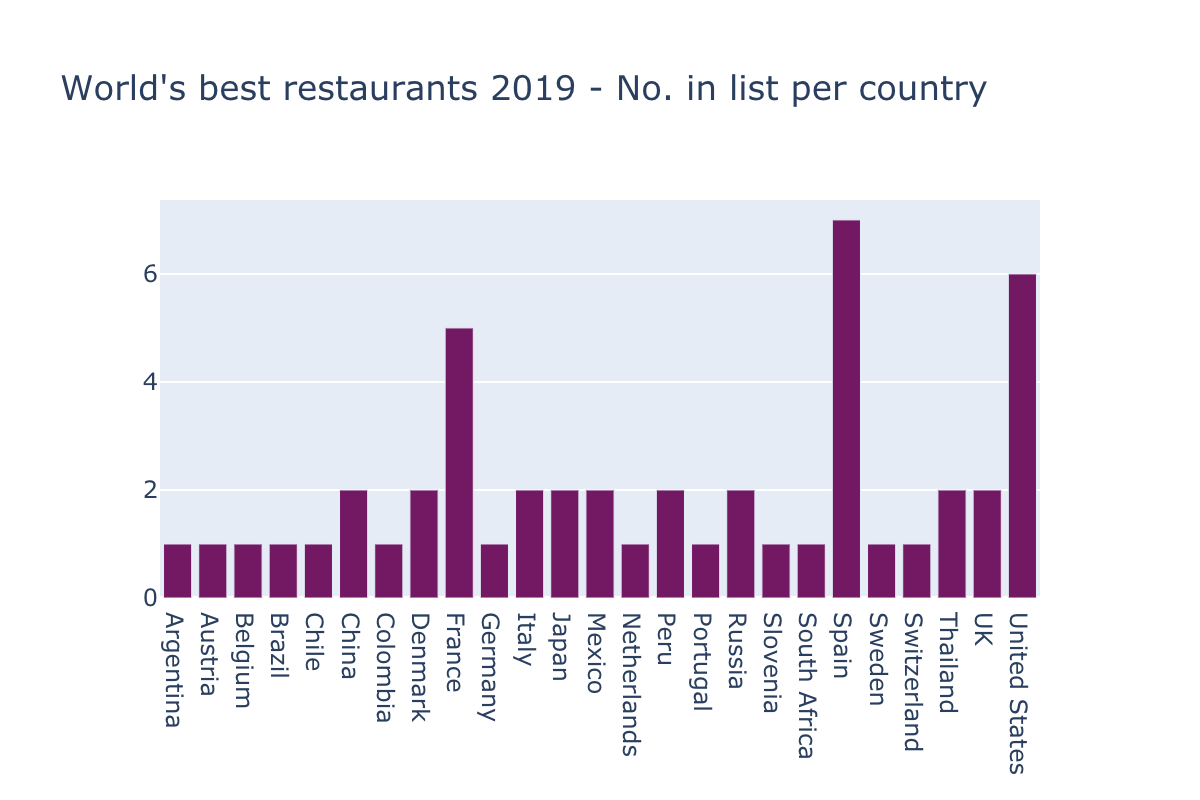 World's best restaurants 2019 - No. in list per country
6
4
2
0
Argentina
Austria
Belgium
Brazil
Chile
China
Colombia
Denmark
France
Germany
Italy
Japan
Mexico
Netherlands
Peru
Portugal
Russia
Slovenia
South Africa
Spain
Sweden
Switzerland
Thailand
UK
United States